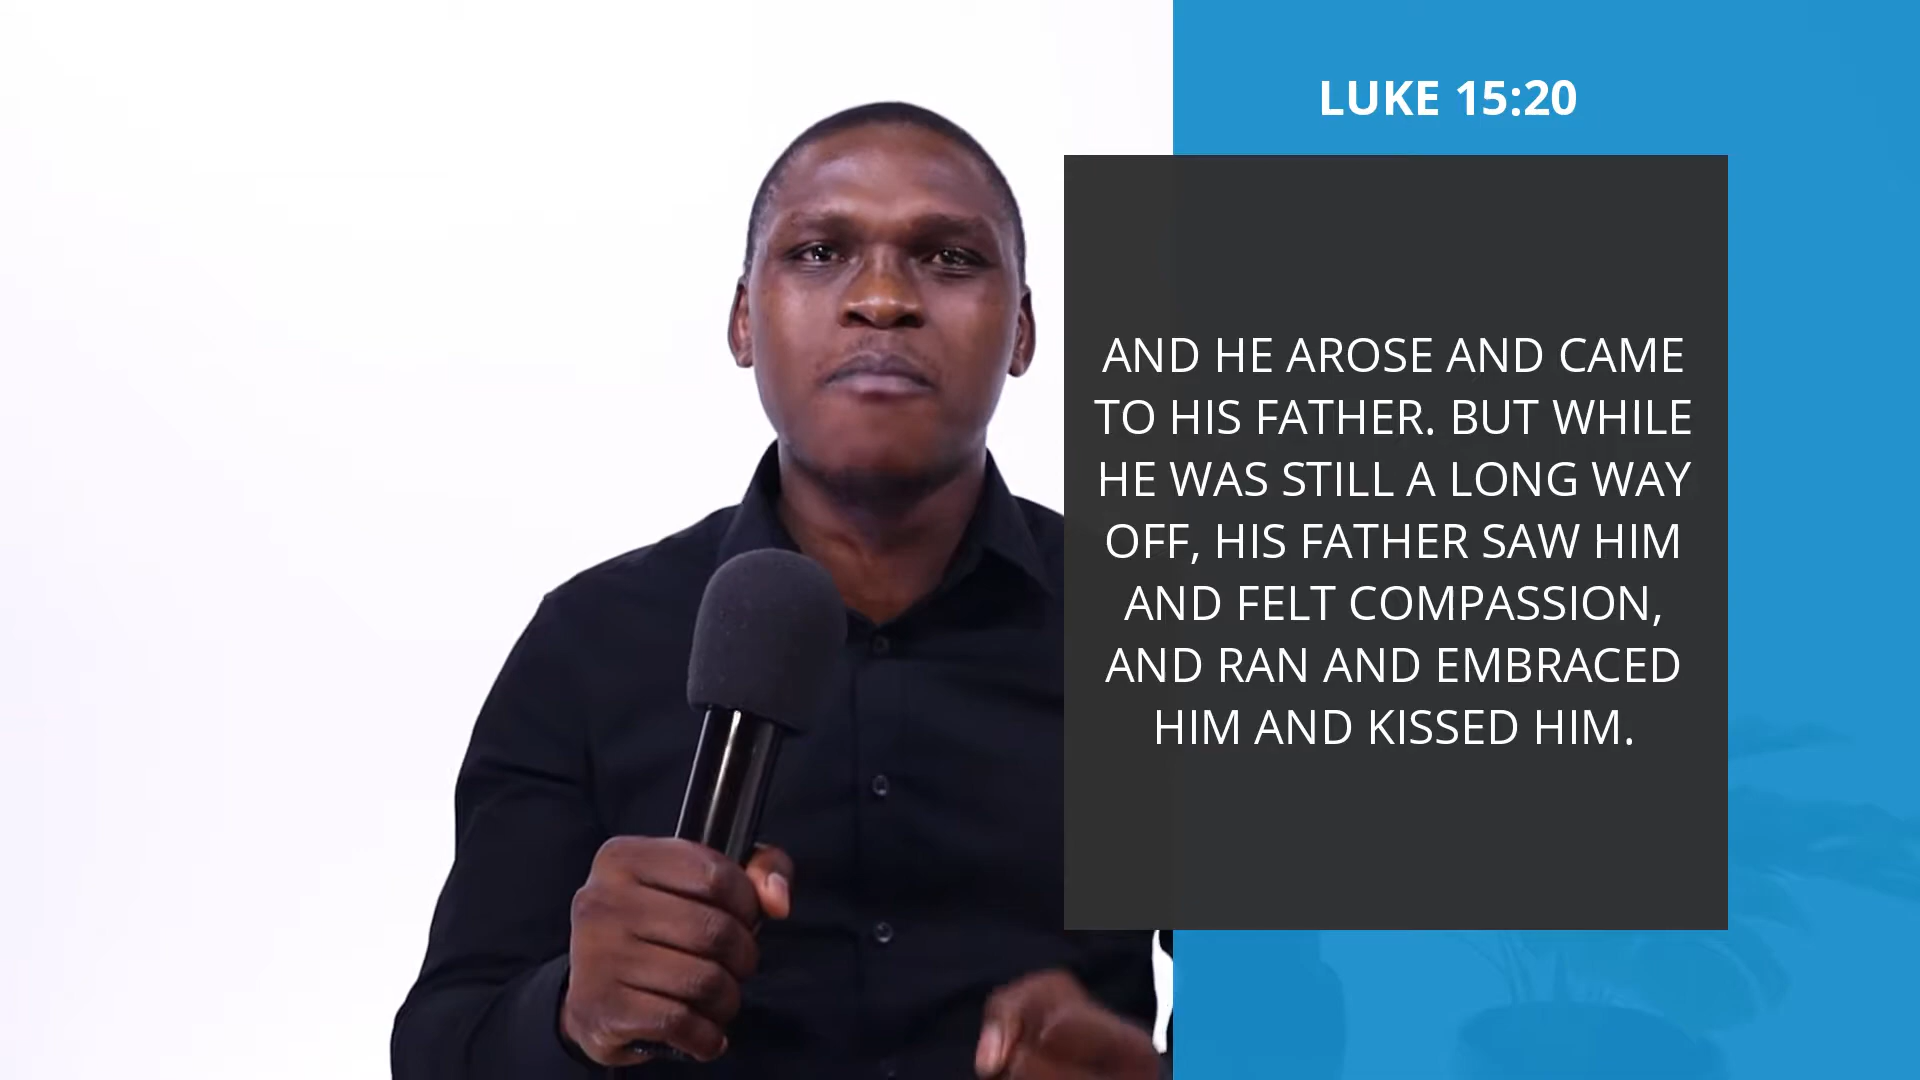 LUKE 15:20
AND HE AROSE AND CAME
TO HIS FATHER. BUT WHILE
HE WAS STILL A LONG WAY
OFF, HIS FATHER SAW HIM
AND FELT COMPASSION,
AND RAN AND EMBRACED
HIM AND KISSED HIM.